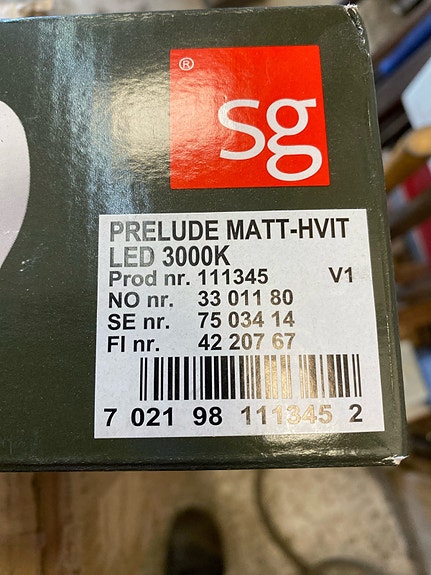 ®
sg
PRELUDE MATT-HVIT
LED 3000K
Prod nr. 111345 V1
NO nr. 33 011 80
SE nr. 75 034 14
FI nr. 42 207 67
7 021 98 111345 2